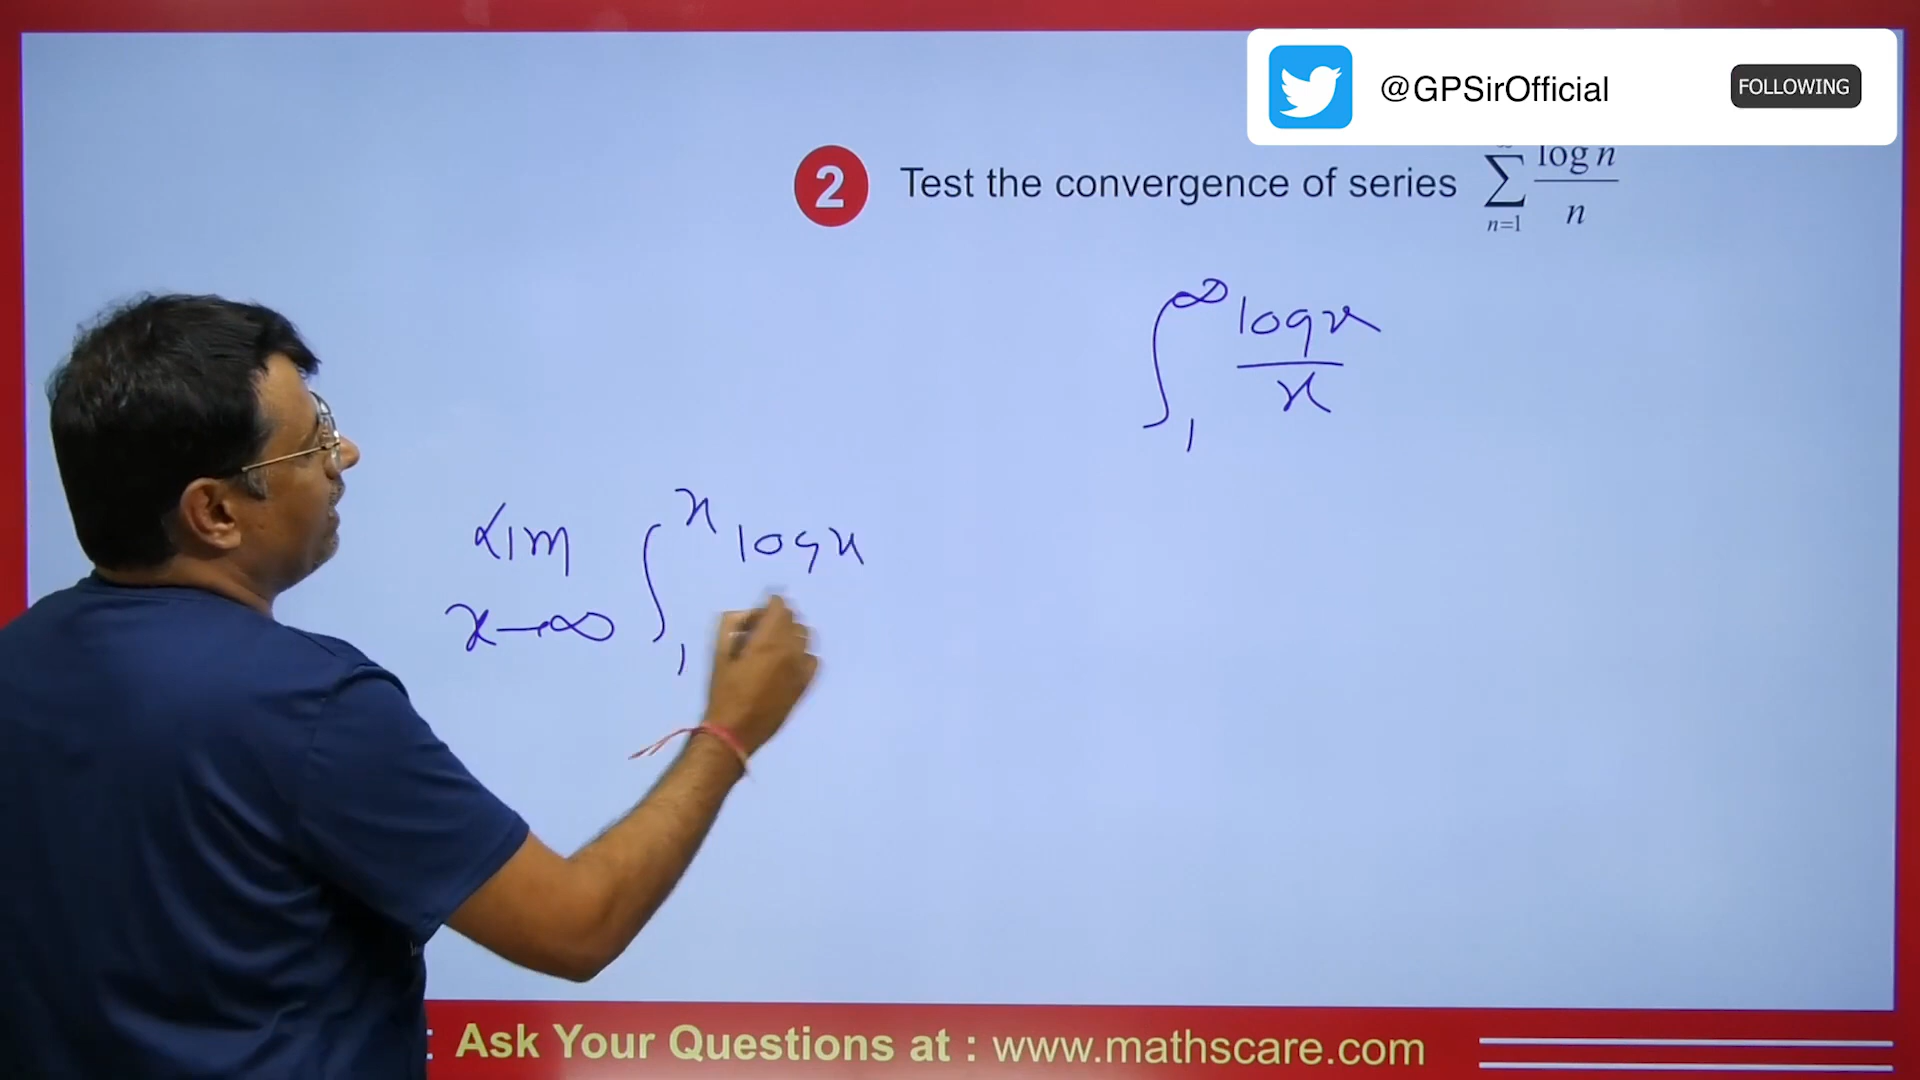 @GPSirOfficial FOLLOWING
2 Test the convergence of series ∑ n=1 log n / n
∫ ∞ 1 log x / x
Lim x→∞ ∫ x 1 log x
: Ask Your Questions at : www.mathscare.com